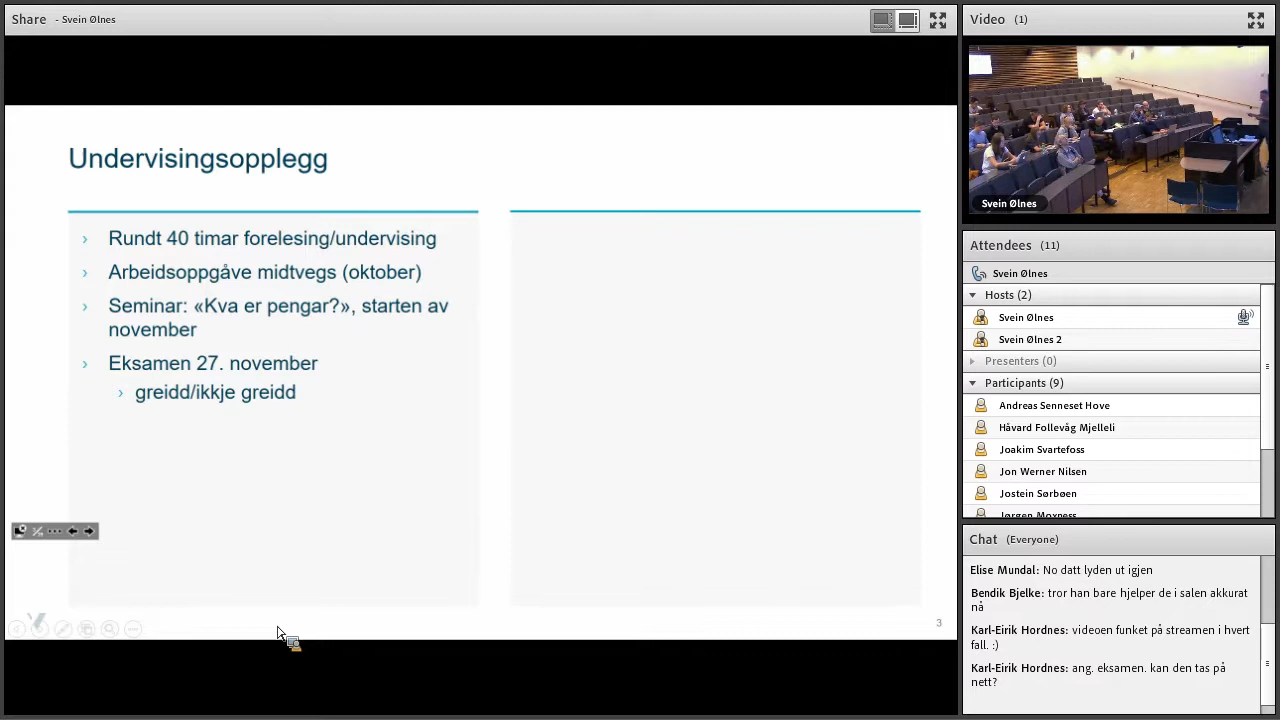 Share - Svein Ølnes
Undervisingsopplegg
› Rundt 40 timar forelesing/undervising
› Arbeidsoppgåve midtvegs (oktober)
› Seminar: «Kva er pengar?», starten av
november
› Eksamen 27. november
› greidd/ikkje greidd
3
Video (1)
Svein Ølnes
Attendees (11)
Svein Ølnes
Hosts (2)
Svein Ølnes
Svein Ølnes 2
Presenters (0)
Participants (9)
Andreas Senneset Hove
Håvard Follevåg Mjelleli
Joakim Svartefoss
Jon Werner Nilsen
Jostein Sørbøen
Jørgen Moxness
Chat (Everyone)
Elise Mundal: No datt lyden ut igjen
Bendik Bjelke: tror han bare hjelper de i salen akkurat
nå
Karl-Eirik Hordnes: videoen funket på streamen i hvert
fall. :)
Karl-Eirik Hordnes: ang. eksamen. kan den tas på
nett?